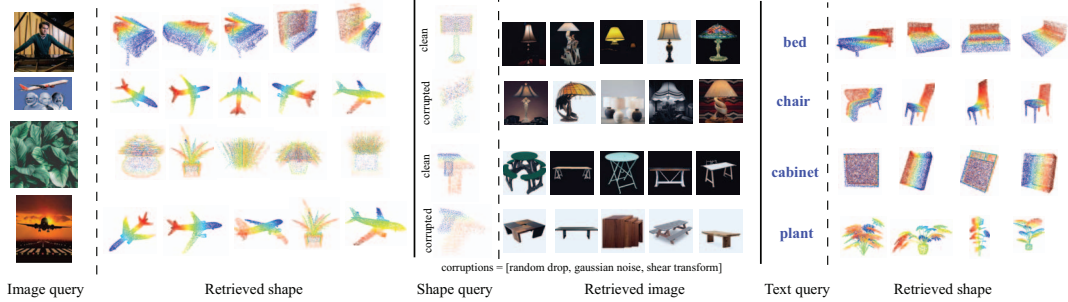 clean
corrupted
clean
corrupted
bed
chair
cabinet
plant
corruptions = [random drop, gaussian noise, shear transform]
Image query
Retrieved shape
Shape query
Retrieved image
Text query
Retrieved shape